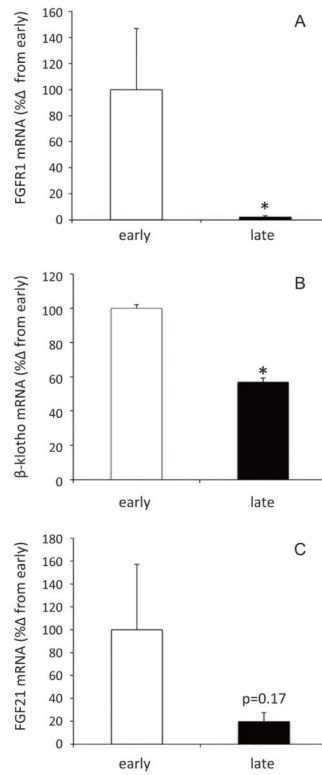 A
FGFR1 mRNA (%Δ from early)
160
140
120
100
80
60
40
20
0
*
early late
B
β-klotho mRNA (%Δ from early)
120
100
80
60
40
20
0
*
early late
C
FGF21 mRNA (%Δ from early)
180
160
140
120
100
80
60
40
20
0
p=0.17
early late